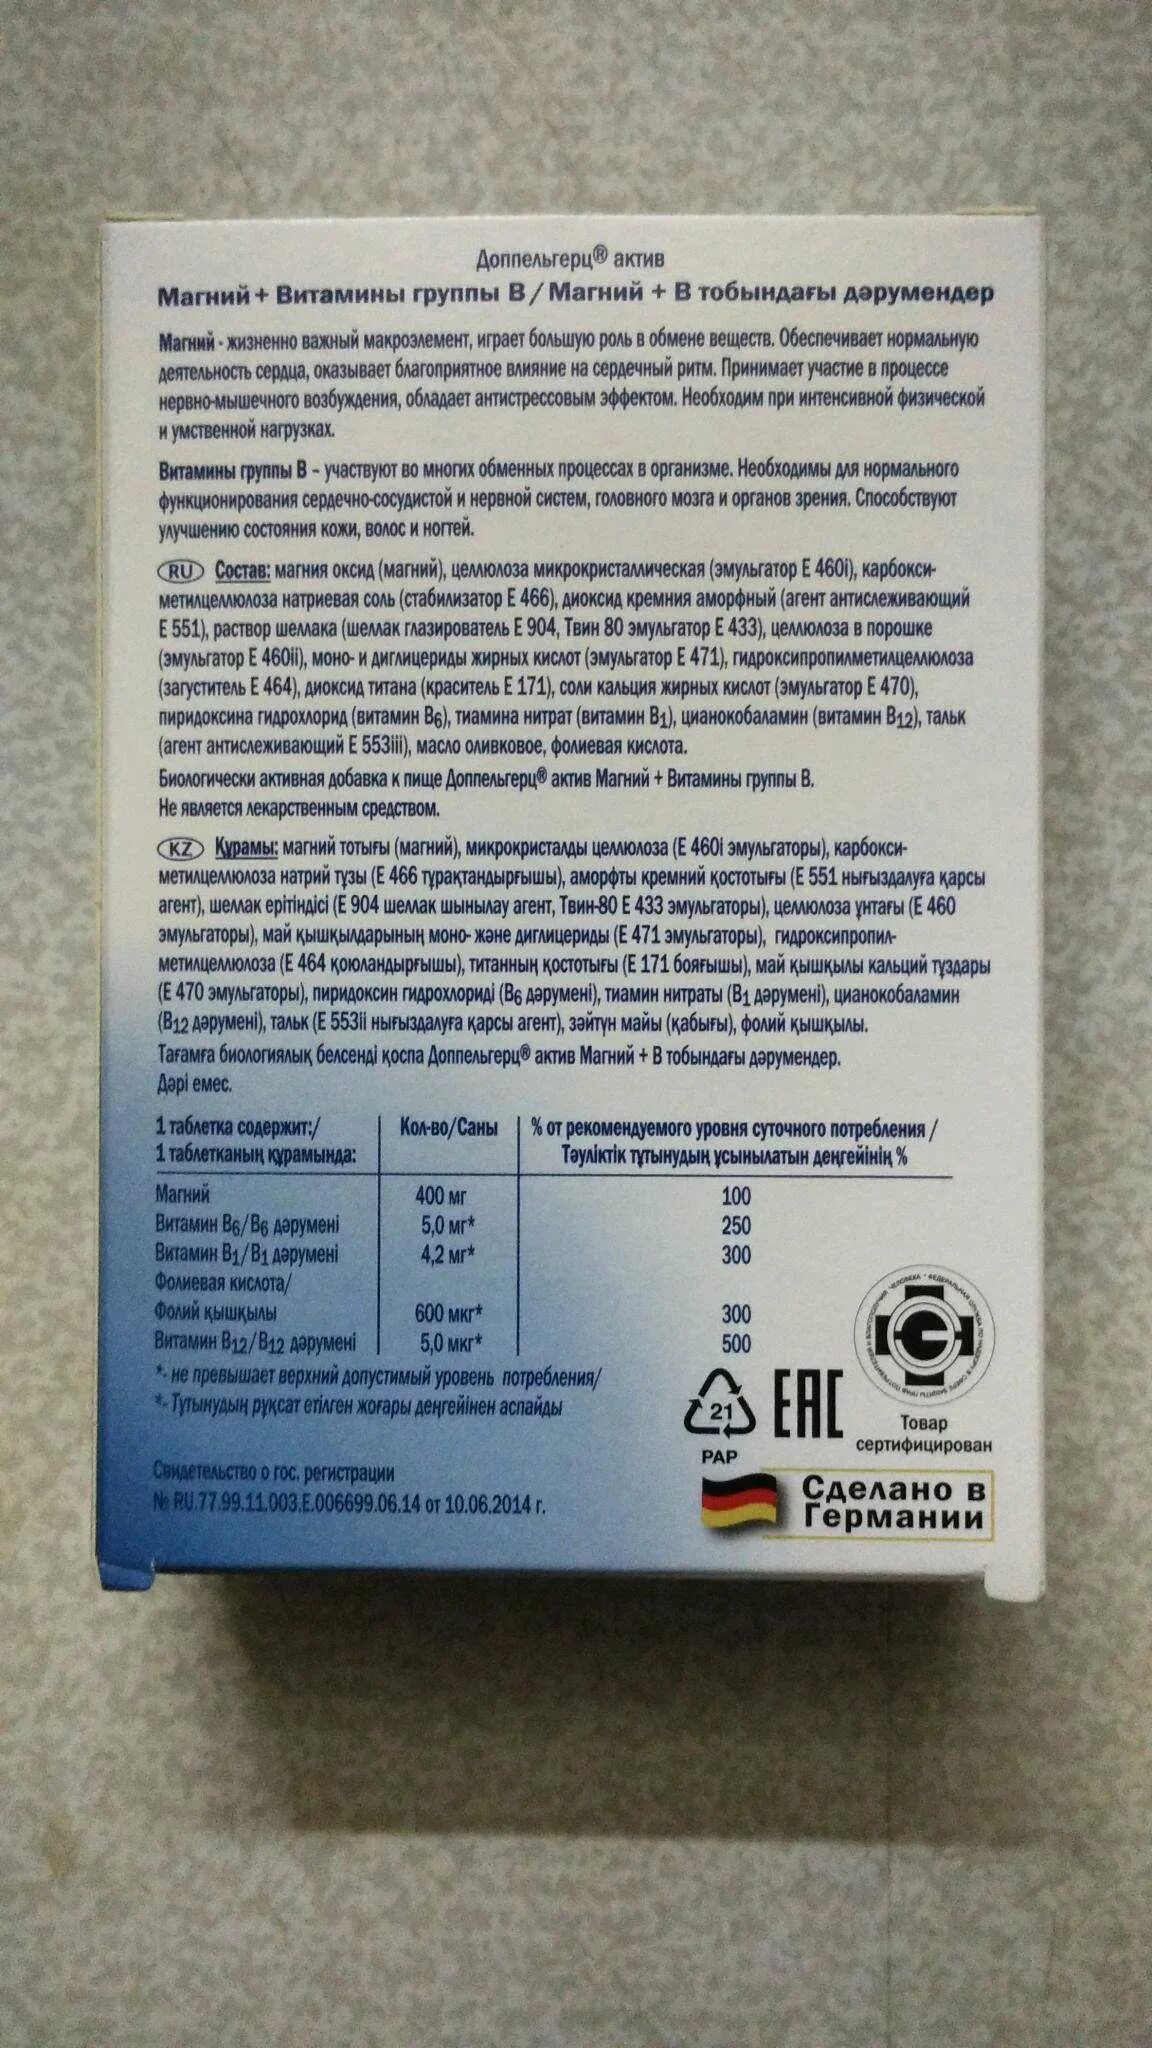 Доппельгерц® актив
Магний + Витамины группы В / Магний + В тобындағы дәрумендер
Магний - жизненно важный макроэлемент, играет большую роль в обмене веществ. Обеспечивает нормальную
деятельность сердца, оказывает благоприятное влияние на сердечный ритм. Принимает участие в процессе
нервно-мышечного возбуждения, обладает антистрессовым эффектом. Необходим при интенсивной физической
и умственной нагрузках.
Витамины группы В – участвуют во многих обменных процессах в организме. Необходимы для нормального
функционирования сердечно-сосудистой и нервной систем, головного мозга и органов зрения. Способствуют
улучшению состояния кожи, волос и ногтей.
RU Состав: магния оксид (магний), целлюлоза микрокристаллическая (эмульгатор Е 460i), карбокси-
метилцеллюлоза натриевая соль (стабилизатор Е 466), диоксид кремния аморфный (агент антислеживающий
Е 551), раствор шеллака (шеллак глазирователь Е 904, Твин 80 эмульгатор Е 433), целлюлоза в порошке
(эмульгатор Е 460ii), моно- и диглицериды жирных кислот (эмульгатор Е 471), гидроксипропилметилцеллюлоза
(загуститель Е 464), диоксид титана (краситель Е 171), соли кальция жирных кислот (эмульгатор Е 470),
пиридоксина гидрохлорид (витамин В6), тиамина нитрат (витамин В1), цианокобаламин (витамин В12), тальк
(агент антислеживающий Е 553iii), масло оливковое, фолиевая кислота.
Биологически активная добавка к пище Доппельгерц® актив Магний + Витамины группы В.
Не является лекарственным средством.
KZ Құрамы: магний тотығы (магний), микрокристалды целлюлоза (Е 460i эмульгаторы), карбокси-
метилцеллюлоза натрий тұзы (Е 466 тұрақтандырғышы), аморфты кремний қостотығы (Е 551 нығыздалуға қарсы
агент), шеллак ерітіндісі (Е 904 шеллак шынылау агент, Твин-80 Е 433 эмульгаторы), целлюлоза ұнтағы (Е 460
эмульгаторы), май қышқылдарының моно- және диглицериды (Е 471 эмульгаторы), гидроксипропил-
метилцеллюлоза (Е 464 қоюландырғышы), титанның қостотығы (Е 171 бояғышы), май қышқылы кальций тұздары
(Е 470 эмульгаторы), пиридоксин гидрохлориді (В6 дәрумені), тиамин нитраты (В1 дәрумені), цианокобаламин
(В12 дәрумені), тальк (Е 553ii нығыздалуға қарсы агент), зәйтүн майы (қабығы), фолий қышқылы.
Тағамға биологиялық белсенді қоспа Доппельгерц® актив Магний + В тобындағы дәрумендер.
Дәрі емес.
1 таблетка содержит:/ Кол-во/Саны % от рекомендуемого уровня суточного потребления /
1 таблетканың құрамында: Тәуліктік тұтынудың ұсынылатын деңгейінің %
Магний 400 мг 100
Витамин В6/В6 дәрумені 5,0 мг* 250
Витамин В1/В1 дәрумені 4,2 мг* 300
Фолиевая кислота/
Фолий қышқылы 600 мкг* 300
Витамин В12/В12 дәрумені 5,0 мкг* 500
*- не превышает верхний допустимый уровень потребления/
*- Тұтынудың рұқсат етілген жоғары деңгейінен аспайды
21
PAP
EAC
Товар
сертифицирован
Свидетельство о гос. регистрации
№ RU.77.99.11.003.Е.006699.06.14 от 10.06.2014 г.
Сделано в
Германии